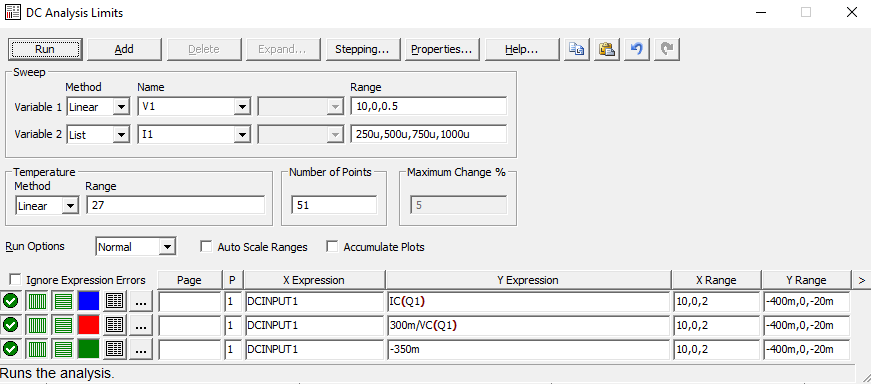 DC Analysis Limits
Run Add Delete Expand... Stepping... Properties... Help...
Sweep
Method Name Range
Variable 1 Linear V1 10,0,0.5
Variable 2 List I1 250u,500u,750u,1000u
Temperature Number of Points Maximum Change %
Method Range
Linear 27 51 5
Run Options Normal Auto Scale Ranges Accumulate Plots
Ignore Expression Errors Page P X Expression Y Expression X Range Y Range >
... 1 DCINPUT1 IC(Q1) 10,0,2 -400m,0,-20m
... 1 DCINPUT1 300m/VC(Q1) 10,0,2 -400m,0,-20m
... 1 DCINPUT1 -350m 10,0,2 -400m,0,-20m
Runs the analysis.